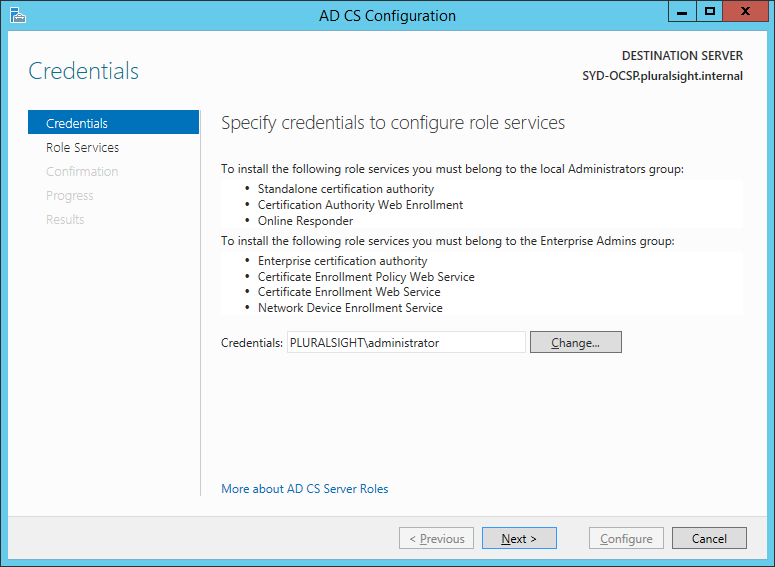 AD CS Configuration
Credentials
DESTINATION SERVER
SYD-OCSP.pluralsight.internal
Credentials
Role Services
Confirmation
Progress
Results
Specify credentials to configure role services
To install the following role services you must belong to the local Administrators group:
• Standalone certification authority
• Certification Authority Web Enrollment
• Online Responder
To install the following role services you must belong to the Enterprise Admins group:
• Enterprise certification authority
• Certificate Enrollment Policy Web Service
• Certificate Enrollment Web Service
• Network Device Enrollment Service
Credentials: PLURALSIGHT\administrator Change...
More about AD CS Server Roles
< Previous Next > Configure Cancel